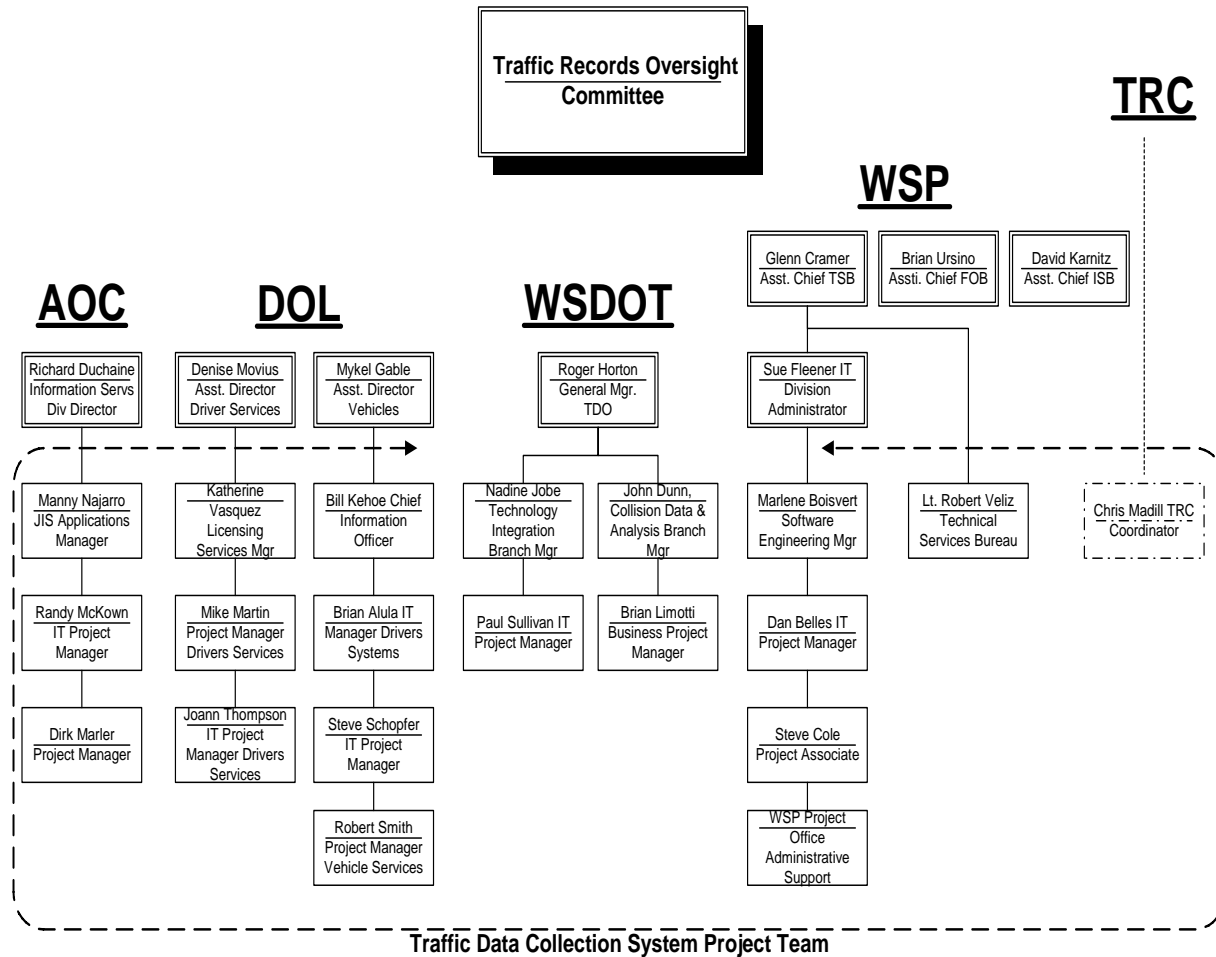 Traffic Records Oversight
Committee
TRC
WSP
Glenn Cramer
Asst. Chief TSB
Brian Ursino
Assti. Chief FOB
David Karnitz
Asst. Chief ISB
AOC
DOL
WSDOT
Richard Duchaine
Information Servs
Div Director
Denise Movius
Asst. Director
Driver Services
Mykel Gable
Asst. Director
Vehicles
Roger Horton
General Mgr.
TDO
Sue Fleener IT
Division
Administrator
Manny Najarro
JIS Applications
Manager
Katherine
Vasquez
Licensing
Services Mgr
Bill Kehoe Chief
Information
Officer
Nadine Jobe
Technology
Integration
Branch Mgr
John Dunn,
Collision Data &
Analysis Branch
Mgr
Marlene Boisvert
Software
Engineering Mgr
Lt. Robert Veliz
Technical
Services Bureau
Chris Madill TRC
Coordinator
Randy McKown
IT Project
Manager
Mike Martin
Project Manager
Drivers Services
Brian Alula IT
Manager Drivers
Systems
Paul Sullivan IT
Project Manager
Brian Limotti
Business Project
Manager
Dan Belles IT
Project Manager
Dirk Marler
Project Manager
Joann Thompson
IT Project
Manager Drivers
Services
Steve Schopfer
IT Project
Manager
Steve Cole
Project Associate
Robert Smith
Project Manager
Vehicle Services
WSP Project
Office
Administrative
Support
Traffic Data Collection System Project Team